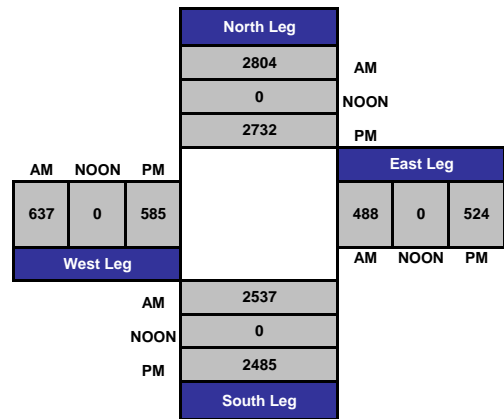 North Leg
2804 AM
0 NOON
2732 PM
AM NOON PM
East Leg
637 0 585
488 0 524
West Leg
AM NOON PM
AM 2537
NOON 0
PM 2485
South Leg